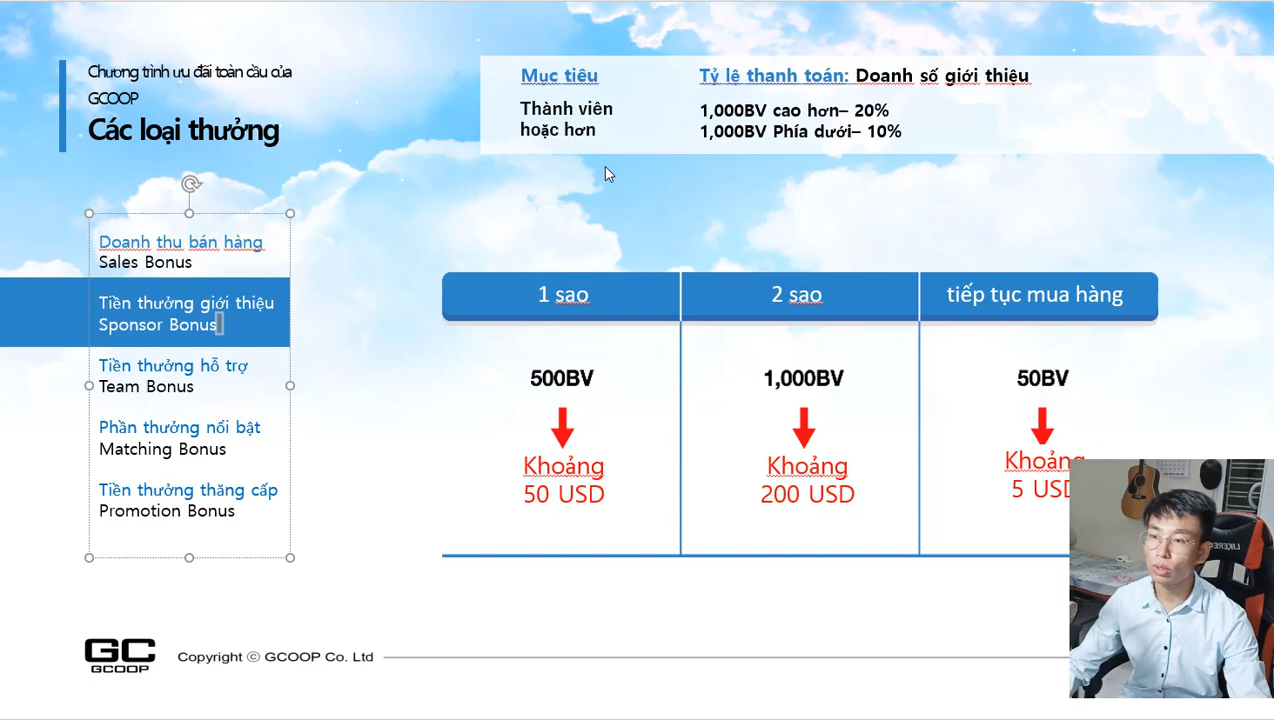 Chương trình ưu đãi toàn cầu của
GCOOP
Các loại thưởng
Mục tiêu
Thành viên
hoặc hơn
Tỷ lệ thanh toán: Doanh số giới thiệu
1,000BV cao hơn– 20%
1,000BV Phía dưới– 10%
Doanh thu bán hàng
Sales Bonus
Tiền thưởng giới thiệu
Sponsor Bonus
Tiền thưởng hỗ trợ
Team Bonus
Phần thưởng nổi bật
Matching Bonus
Tiền thưởng thăng cấp
Promotion Bonus
1 sao
2 sao
tiếp tục mua hàng
500BV
1,000BV
50BV
Khoảng
50 USD
Khoảng
200 USD
Khoảng
5 USD
GC
GCOOP
Copyright ⓒ GCOOP Co. Ltd